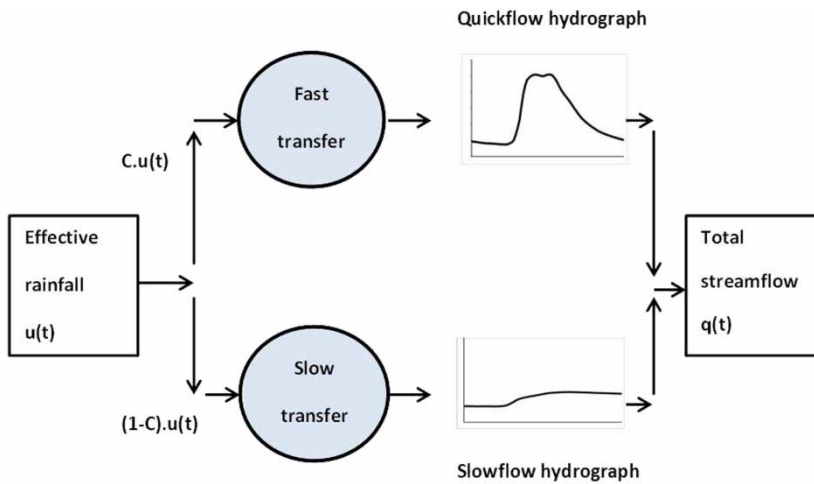 Quickflow hydrograph
Fast
transfer
C.u(t)
Effective
rainfall
u(t)
Total
streamflow
q(t)
Slow
transfer
(1-C).u(t)
Slowflow hydrograph